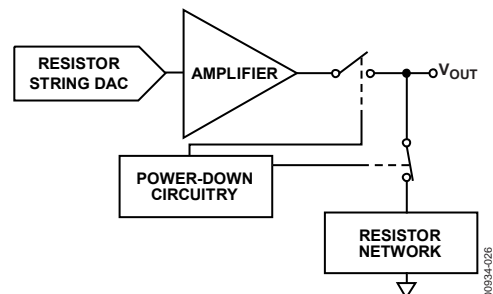 RESISTOR
STRING DAC
AMPLIFIER
VOUT
POWER-DOWN
CIRCUITRY
RESISTOR
NETWORK
00934-026